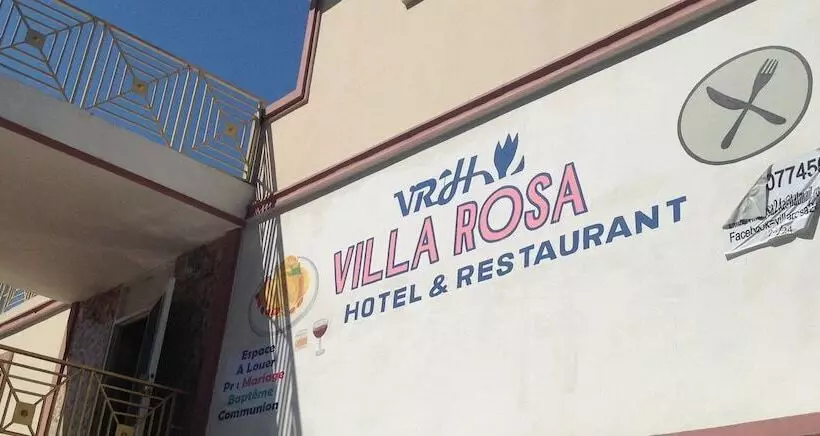 VRH
VILLA ROSA
HOTEL & RESTAURANT
Espace
A Louer
Pr : Mariage
Baptême
Communion